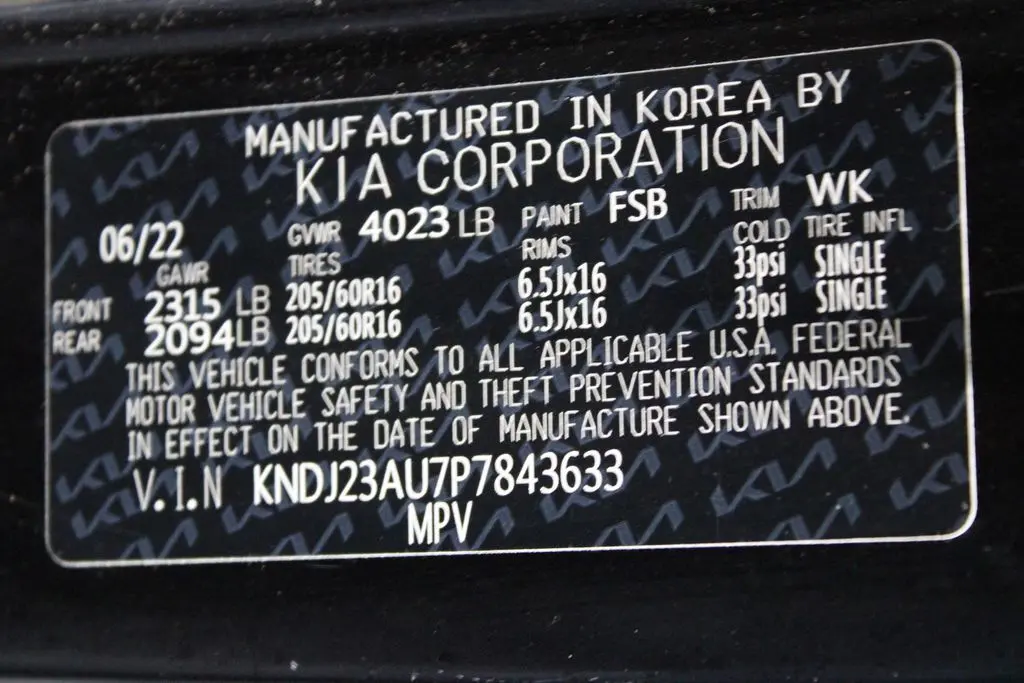 MANUFACTURED IN KOREA BY
KIA CORPORATION
06/22 GVWR 4023 LB PAINT FSB TRIM WK
GAWR TIRES RIMS COLD TIRE INFL
FRONT 2315 LB 205/60R16 6.5Jx16 33psi SINGLE
REAR 2094LB 205/60R16 6.5Jx16 33psi SINGLE
THIS VEHICLE CONFORMS TO ALL APPLICABLE U.S.A. FEDERAL
MOTOR VEHICLE SAFETY AND THEFT PREVENTION STANDARDS
IN EFFECT ON THE DATE OF MANUFACTURE SHOWN ABOVE.
V.I.N KNDJ23AU7P7843633
MPV